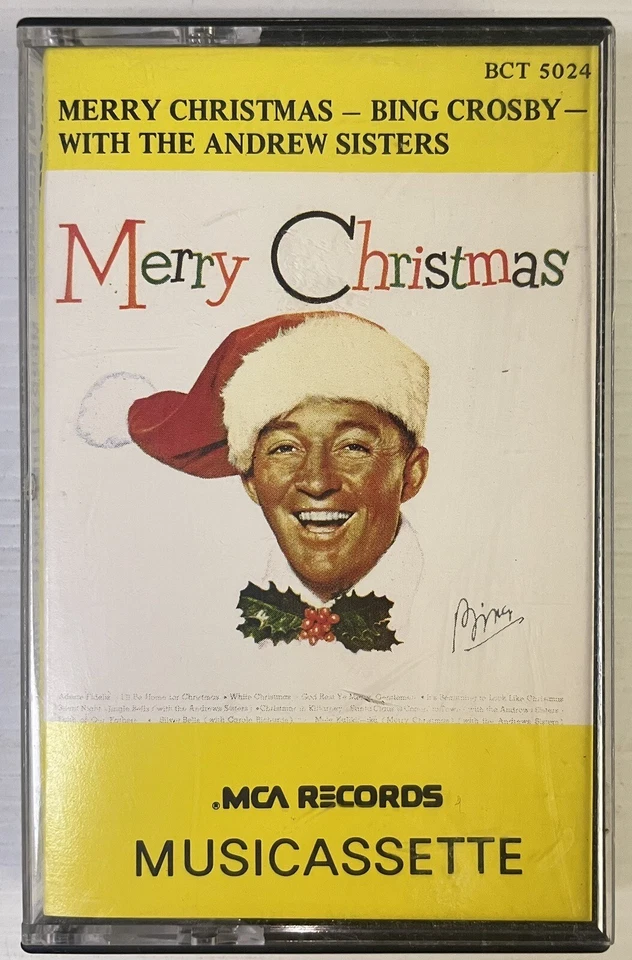 BCT 5024
MERRY CHRISTMAS – BING CROSBY –
WITH THE ANDREW SISTERS
Merry Christmas
Bing
Adeste Fideles I'll Be Home for Christmas • White Christmas • God Rest Ye Merry Gentlemen • It's Beginning to Look Like Christmas
Silent Night • Jingle Bells (with the Andrews Sisters) • Christmas in Killarney • Santa Claus is Comin' (with the Andrews Sisters)
Faith of Our Fathers • Silver Bells (with Carole Richards) Mele Kalikimaka (Merry Christmas) (with the Andrews Sisters)
®MCA RECORDS
MUSICASSETTE